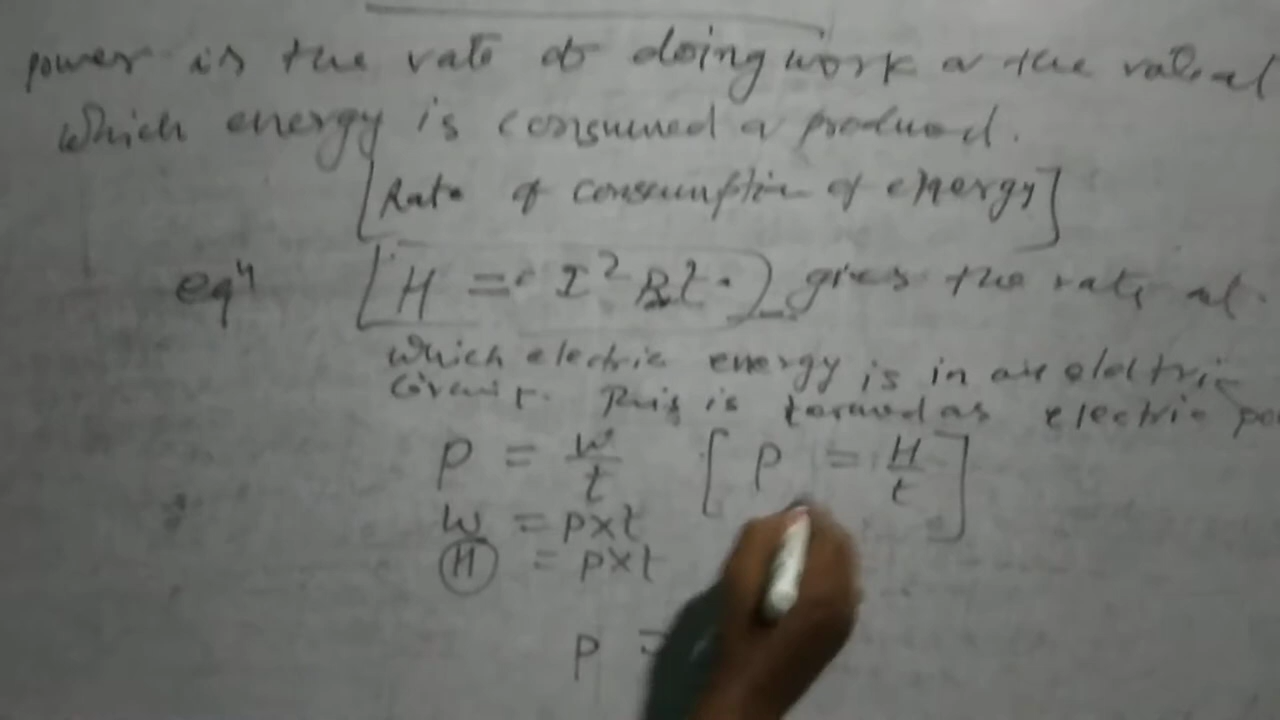 power is the rate of doing work or the rate at
which energy is consumed or produced.
[Rate of consumption of energy]
eqn [H = I²Rt.] gives the rate at
which electric energy is in an electric
circuit. This is termed as electric po
P = W/t [P = H/t]
W = P×t
H = P×t
P =